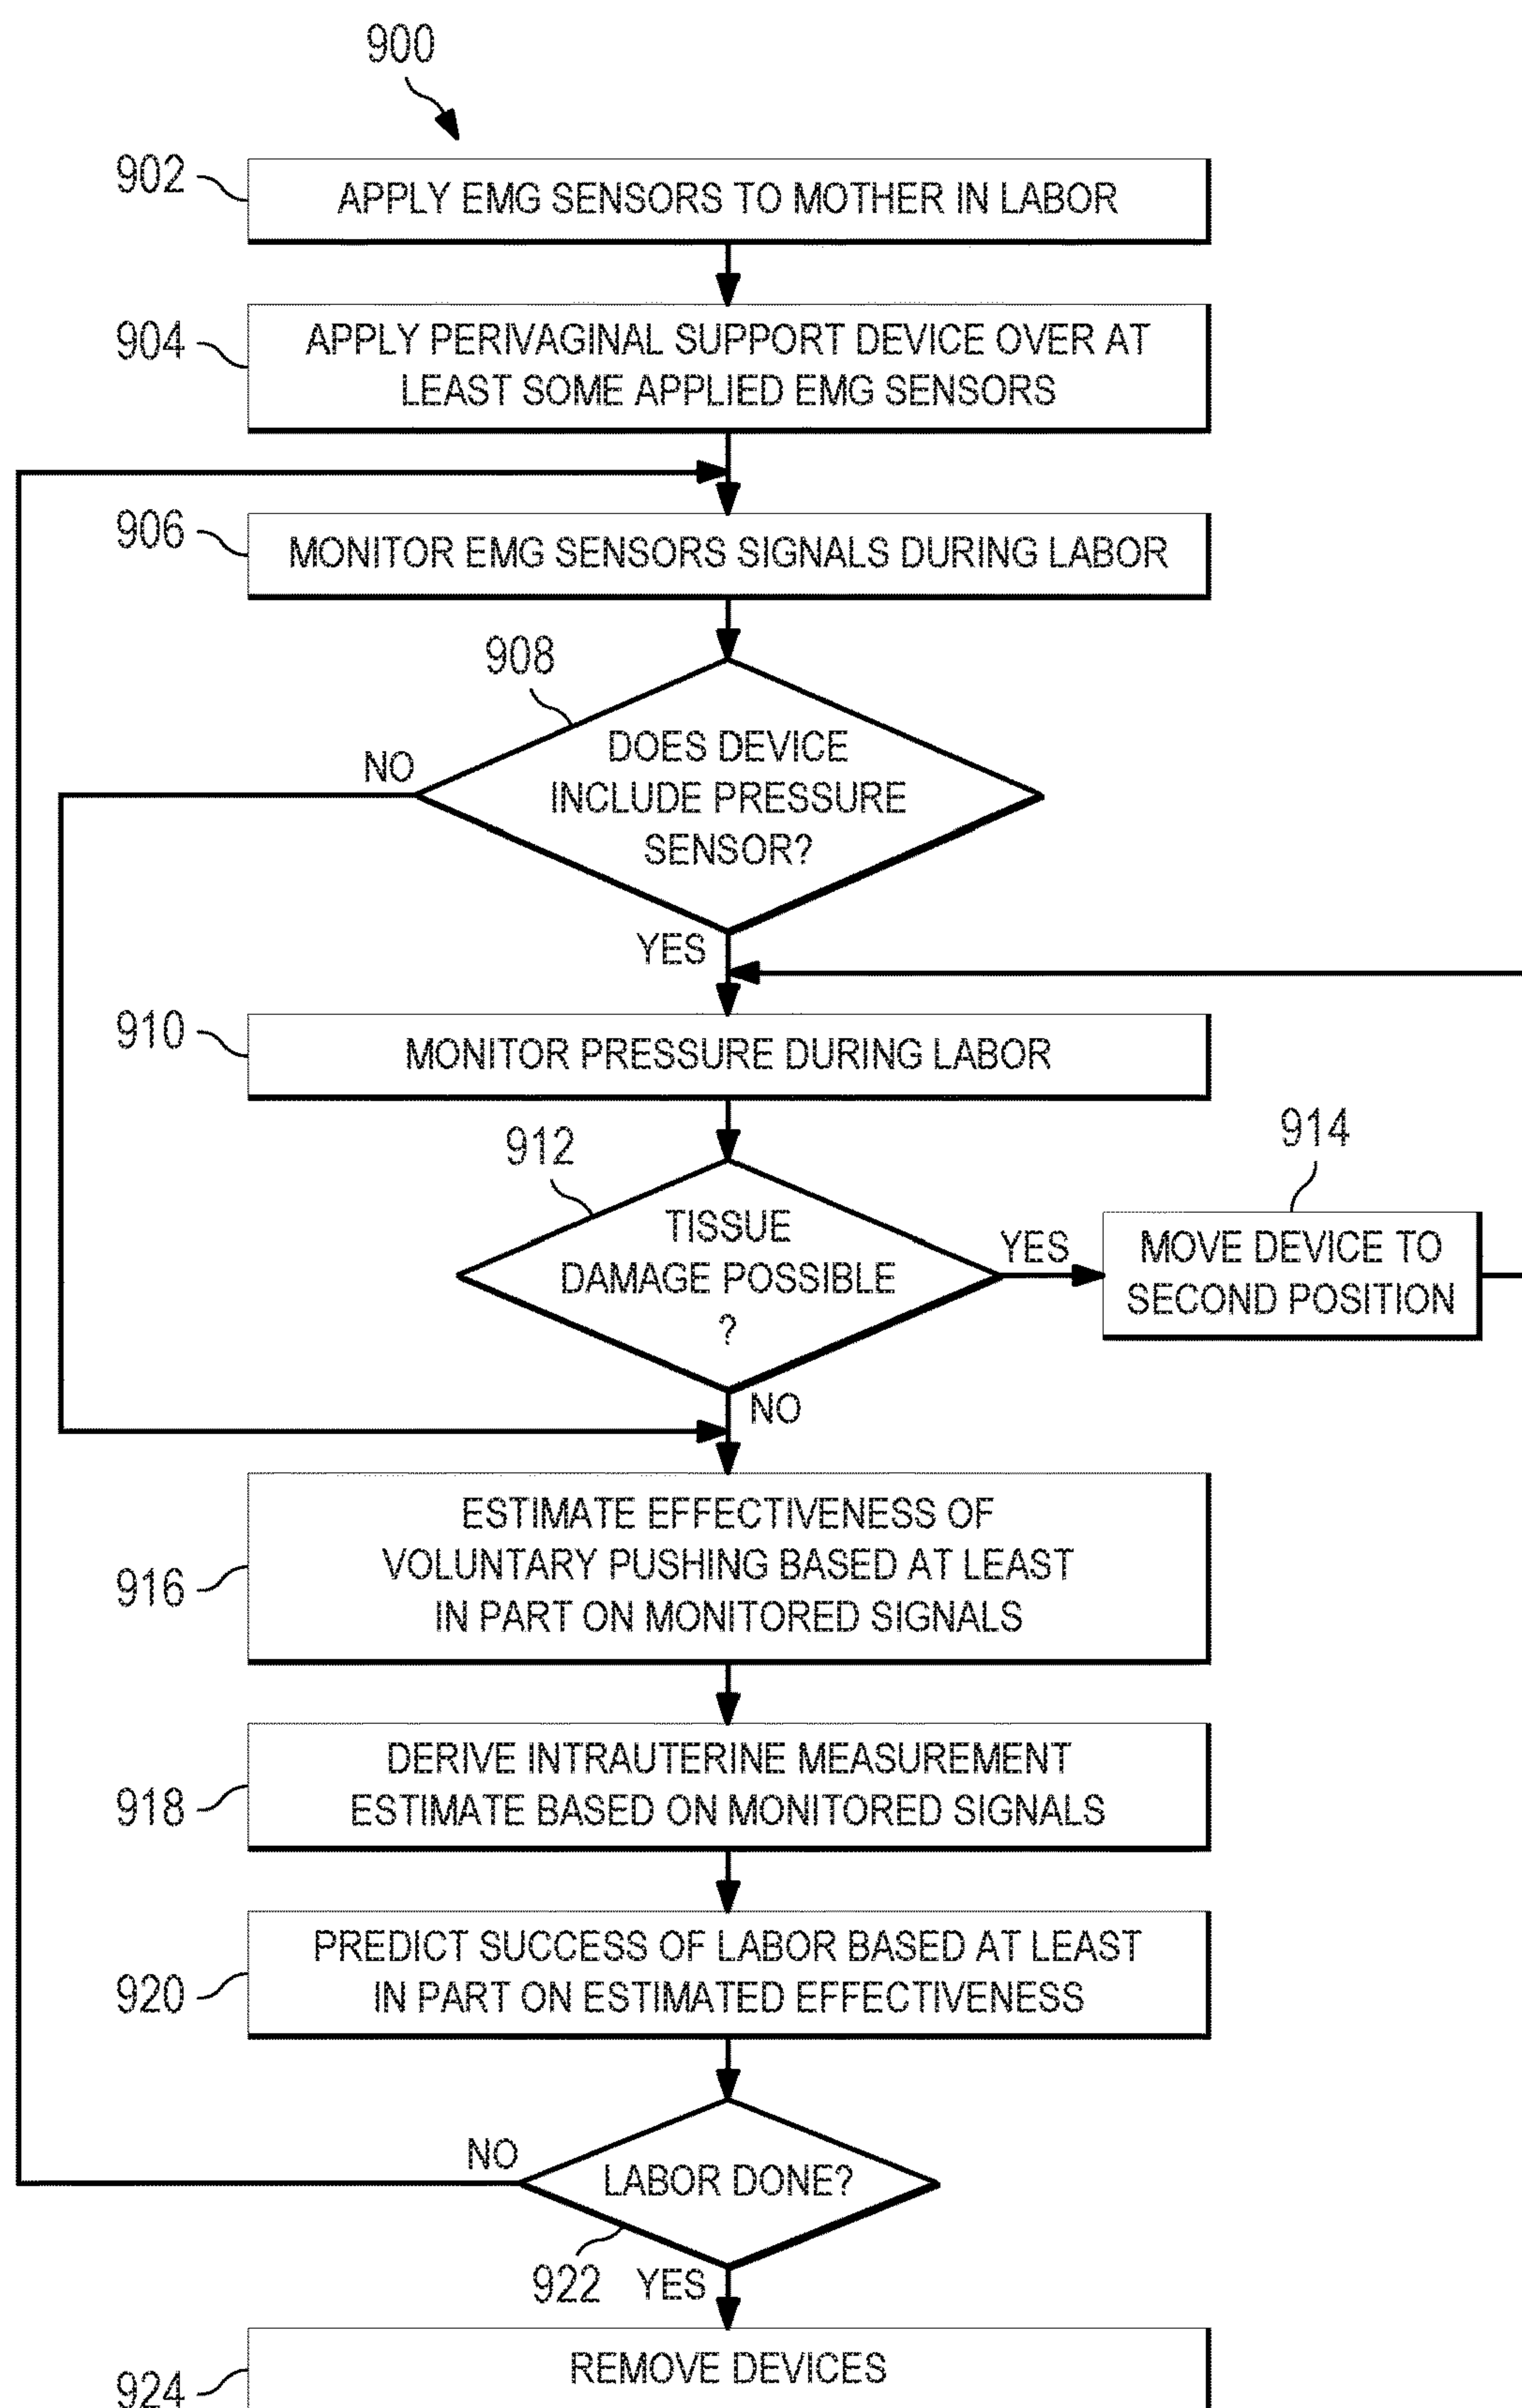 900
902
APPLY EMG SENSORS TO MOTHER IN LABOR
904
APPLY PERIVAGINAL SUPPORT DEVICE OVER AT
LEAST SOME APPLIED EMG SENSORS
906
MONITOR EMG SENSORS SIGNALS DURING LABOR
908
NO
DOES DEVICE
INCLUDE PRESSURE
SENSOR?
YES
910
MONITOR PRESSURE DURING LABOR
912
TISSUE
DAMAGE POSSIBLE
?
YES
914
MOVE DEVICE TO
SECOND POSITION
NO
916
ESTIMATE EFFECTIVENESS OF
VOLUNTARY PUSHING BASED AT LEAST
IN PART ON MONITORED SIGNALS
918
DERIVE INTRAUTERINE MEASUREMENT
ESTIMATE BASED ON MONITORED SIGNALS
920
PREDICT SUCCESS OF LABOR BASED AT LEAST
IN PART ON ESTIMATED EFFECTIVENESS
NO
LABOR DONE?
922
YES
924
REMOVE DEVICES